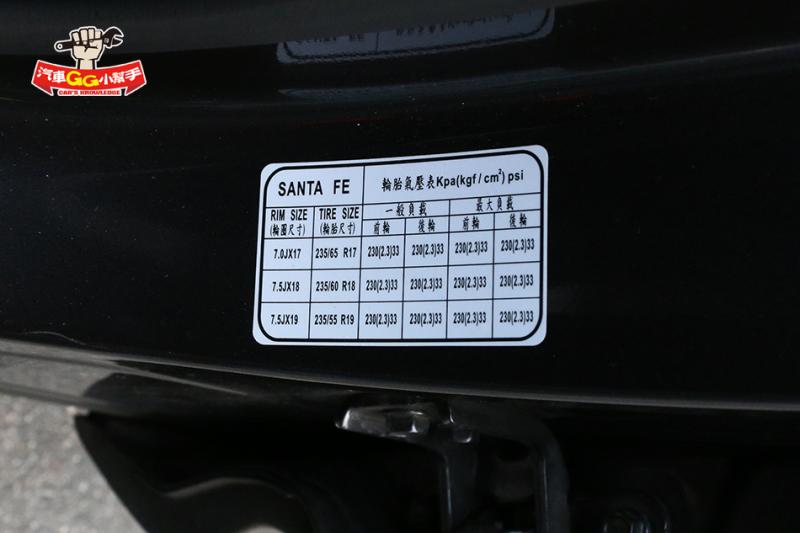 汽車GG小幫手
CAR'S KNOWLEDGE
SANTA FE 輪胎氣壓表Kpa(kgf/cm²) psi
RIM SIZE TIRE SIZE 一般負載 最大負載
(輪圈尺寸) (輪胎尺寸) 前輪 後輪 前輪 後輪
7.0JX17 235/65 R17 230(2.3)33 230(2.3)33 230(2.3)33 230(2.3)33
7.5JX18 235/60 R18 230(2.3)33 230(2.3)33 230(2.3)33 230(2.3)33
7.5JX19 235/55 R19 230(2.3)33 230(2.3)33 230(2.3)33 230(2.3)33